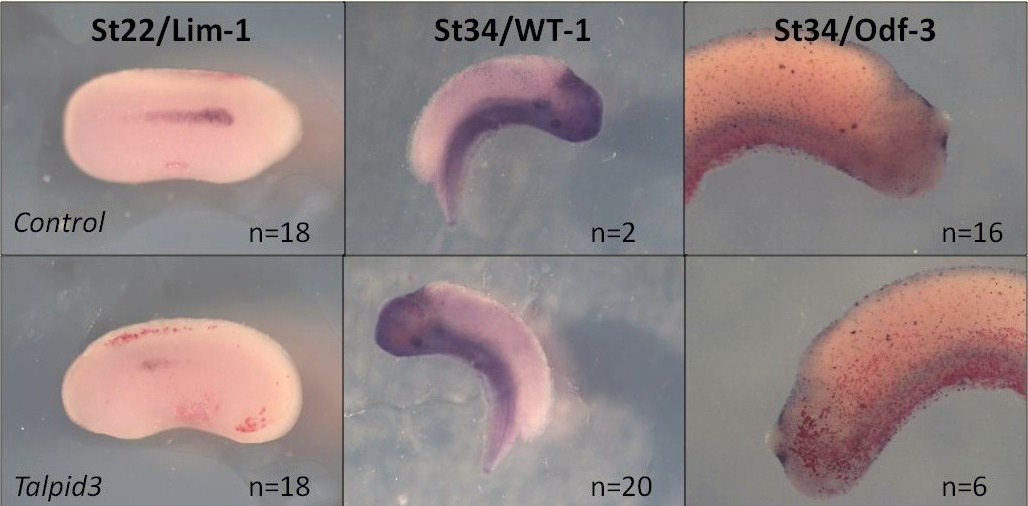 St22/Lim-1
St34/WT-1
St34/Odf-3
Control
n=18
n=2
n=16
Talpid3
n=18
n=20
n=6